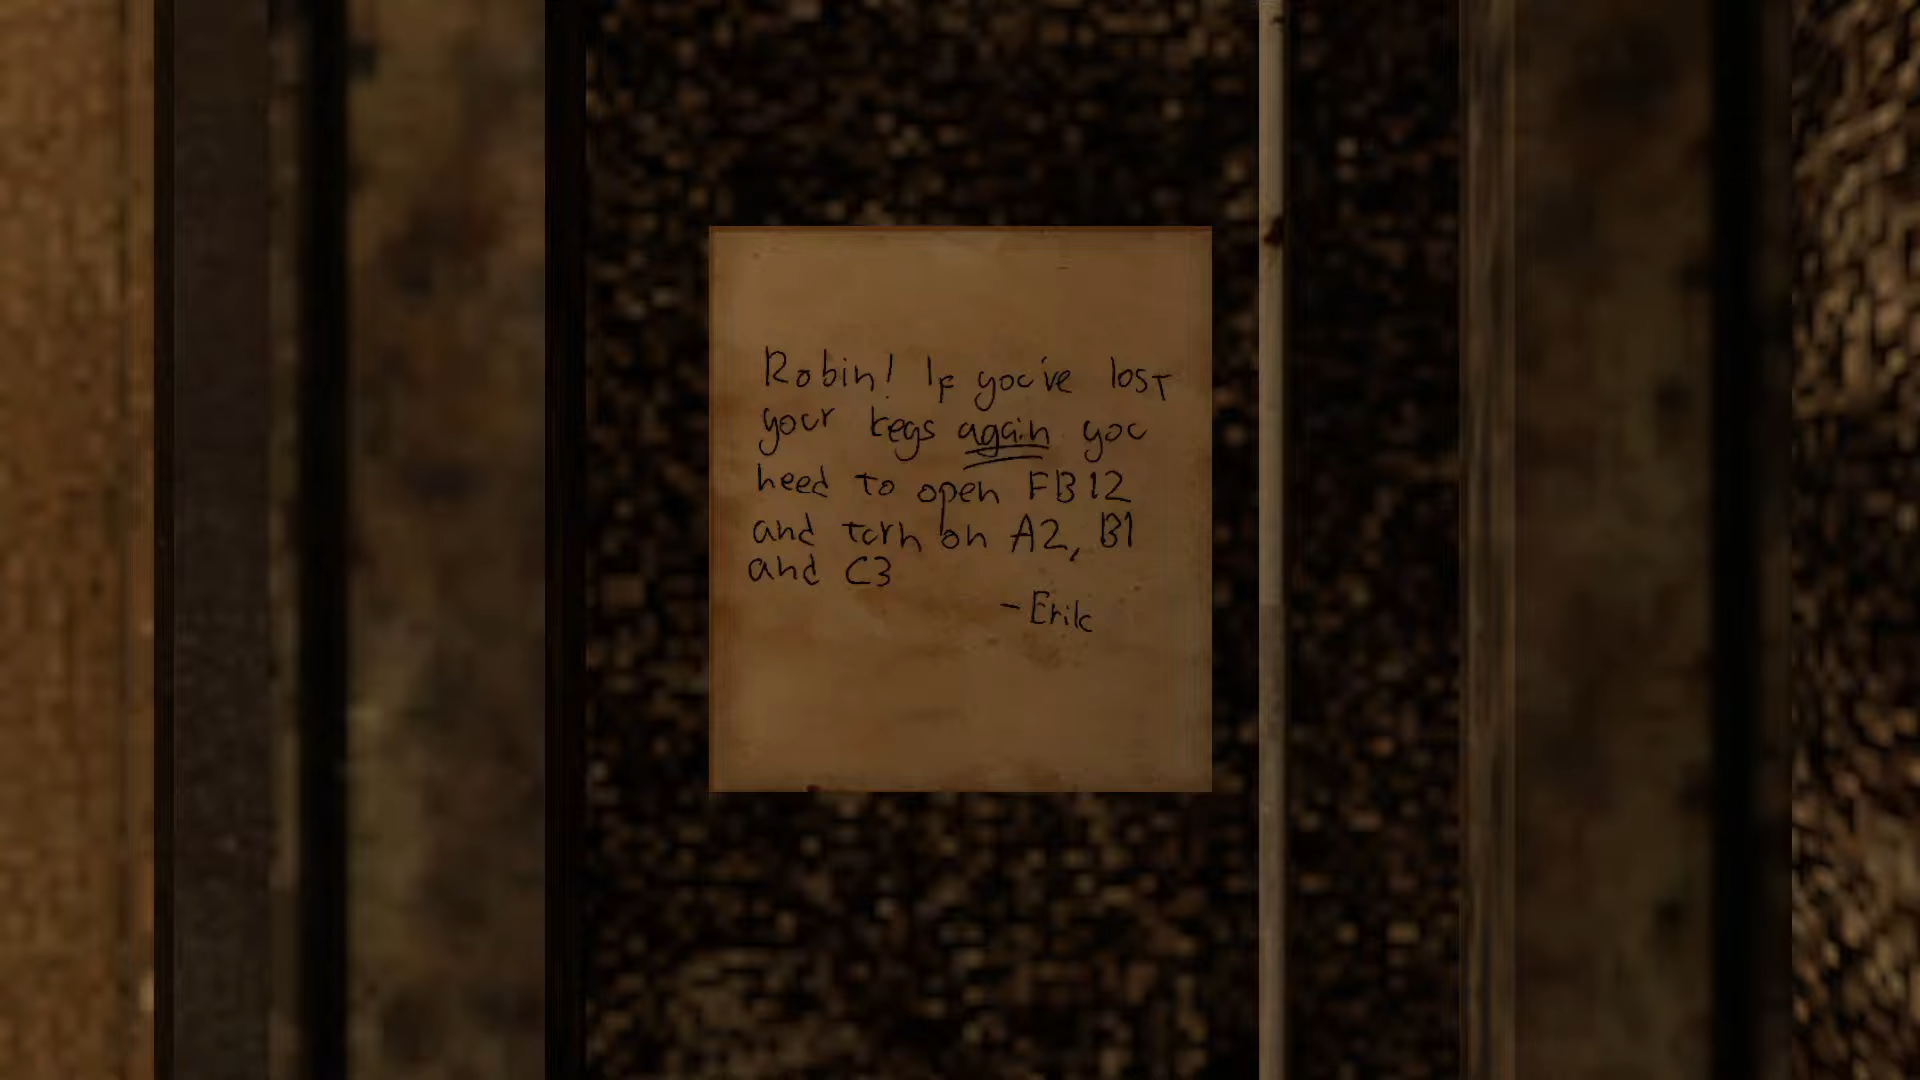 Robin! If you've lost
your keys again you
need to open FB12
and turn on A2, B1
and C3
- Erik